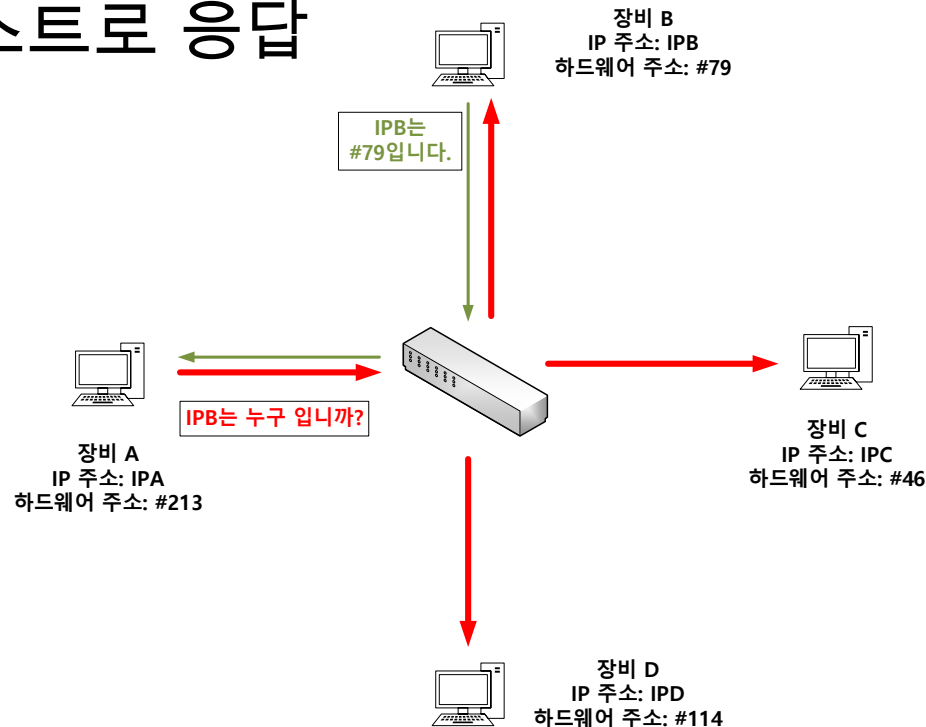 스트로 응답
장비 B
IP 주소: IPB
하드웨어 주소: #79
IPB는
#79입니다.
IPB는 누구 입니까?
장비 A
IP 주소: IPA
하드웨어 주소: #213
장비 C
IP 주소: IPC
하드웨어 주소: #46
장비 D
IP 주소: IPD
하드웨어 주소: #114